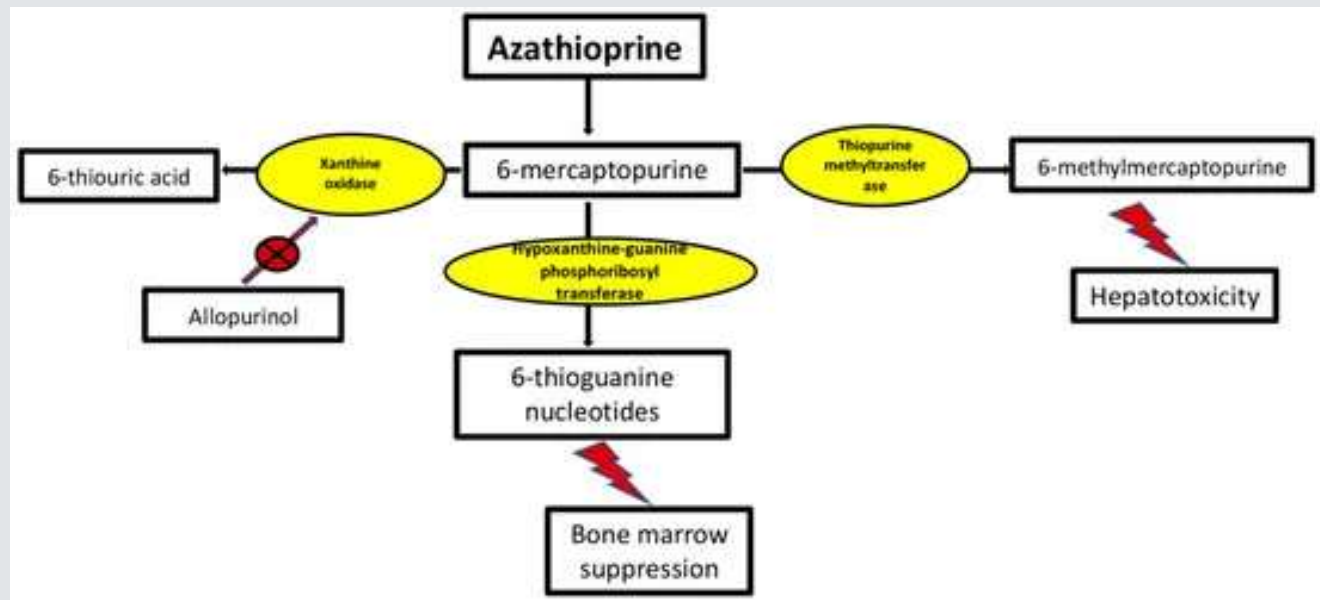 Azathioprine
6-thiouric acid
Xanthine
oxidase
6-mercaptopurine
Thiopurine
methyltransfer
ase
6-methylmercaptopurine
Hypoxanthine-guanine
phosphoribosyl
transferase
Allopurinol
Hepatotoxicity
6-thioguanine
nucleotides
Bone marrow
suppression